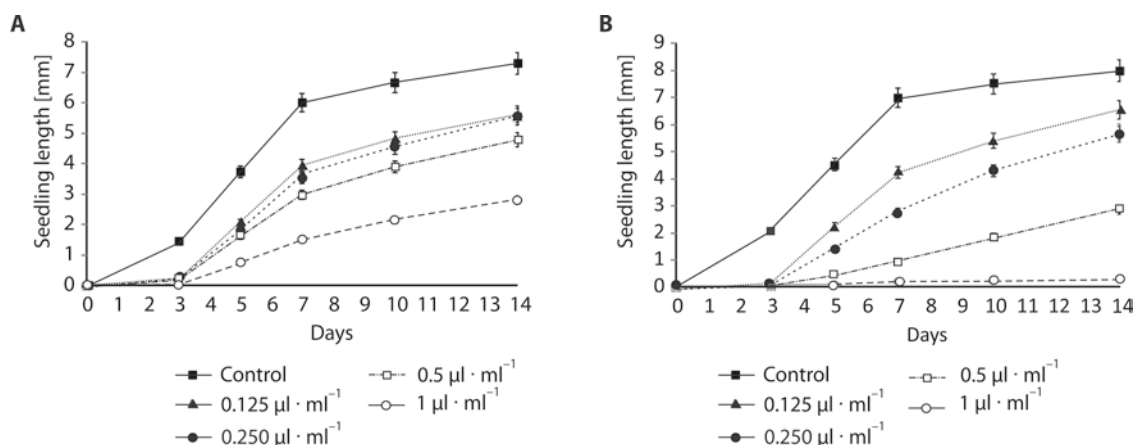 A
8
7
6
5
4
3
2
1
0
Seedling length [mm]
0 1 2 3 4 5 6 7 8 9 10 11 12 13 14
Days
Control
0.125 µl · ml⁻¹
0.250 µl · ml⁻¹
0.5 µl · ml⁻¹
1 µl · ml⁻¹
B
9
8
7
6
5
4
3
2
1
0
Seedling length [mm]
0 1 2 3 4 5 6 7 8 9 10 11 12 13 14
Days
Control
0.125 µl · ml⁻¹
0.250 µl · ml⁻¹
0.5 µl · ml⁻¹
1 µl · ml⁻¹